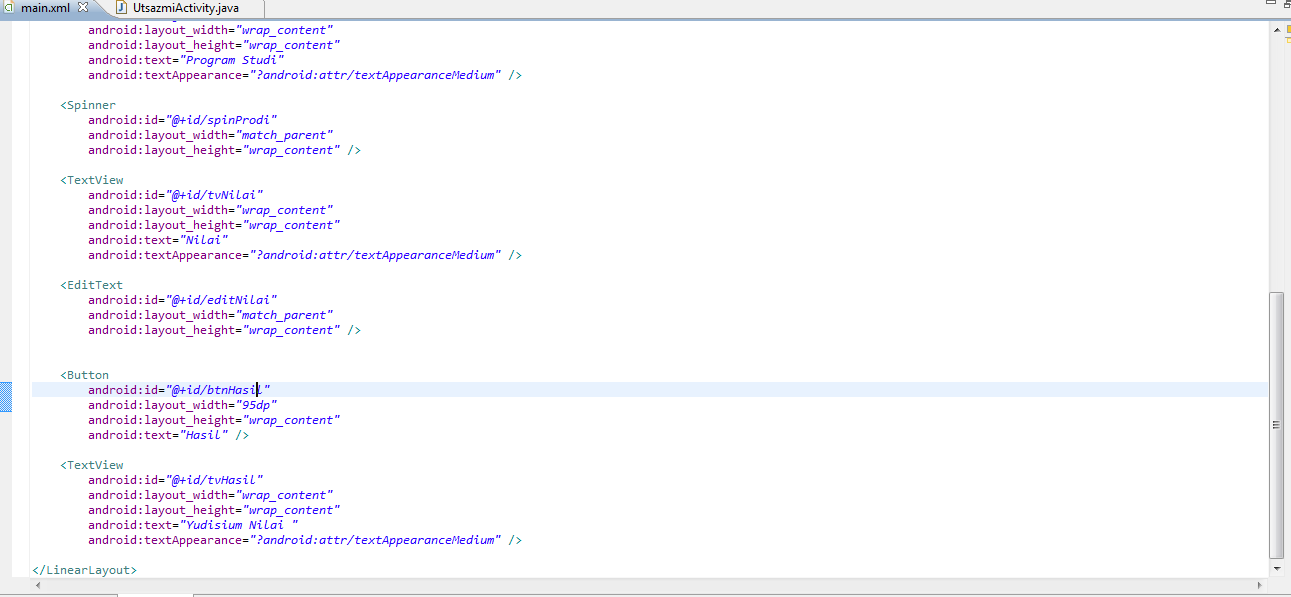 main.xml
UtsazmiActivity.java
android:layout_width="wrap_content"
android:layout_height="wrap_content"
android:text="Program Studi"
android:textAppearance="?android:attr/textAppearanceMedium" />
<Spinner
android:id="@+id/spinProdi"
android:layout_width="match_parent"
android:layout_height="wrap_content" />
<TextView
android:id="@+id/tvNilai"
android:layout_width="wrap_content"
android:layout_height="wrap_content"
android:text="Nilai"
android:textAppearance="?android:attr/textAppearanceMedium" />
<EditText
android:id="@+id/editNilai"
android:layout_width="match_parent"
android:layout_height="wrap_content" />
<Button
android:id="@+id/btnHasil"
android:layout_width="95dp"
android:layout_height="wrap_content"
android:text="Hasil" />
<TextView
android:id="@+id/tvHasil"
android:layout_width="wrap_content"
android:layout_height="wrap_content"
android:text="Yudisium Nilai "
android:textAppearance="?android:attr/textAppearanceMedium" />
</LinearLayout>